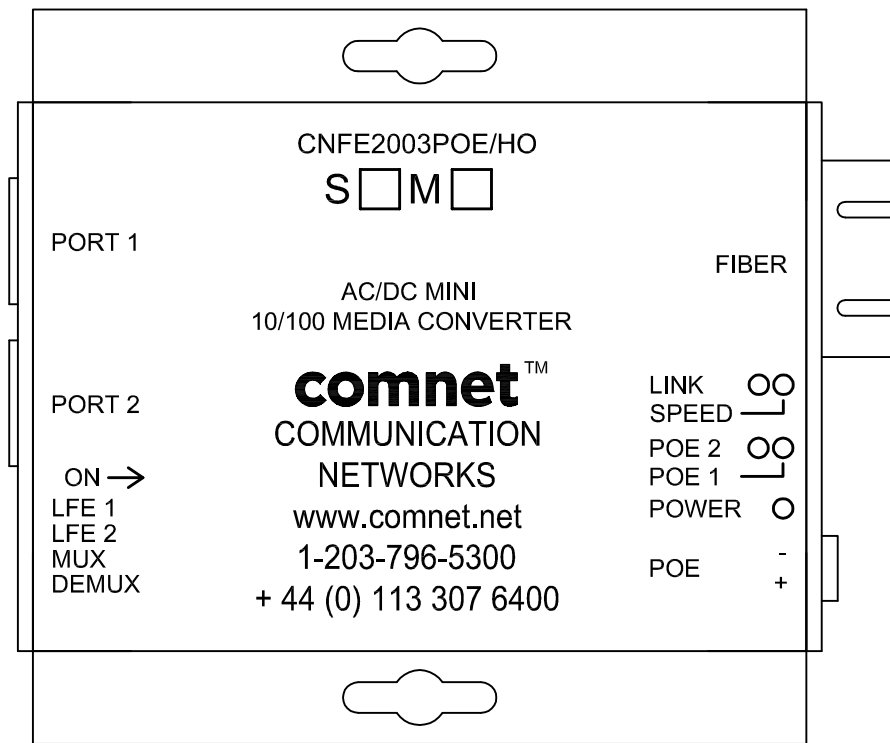 CNFE2003POE/HO
S M
PORT 1
FIBER
AC/DC MINI
10/100 MEDIA CONVERTER
comnet™
COMMUNICATION
NETWORKS
www.comnet.net
1-203-796-5300
+ 44 (0) 113 307 6400
PORT 2
ON →
LFE 1
LFE 2
MUX
DEMUX
LINK
SPEED
POE 2
POE 1
POWER
POE - +